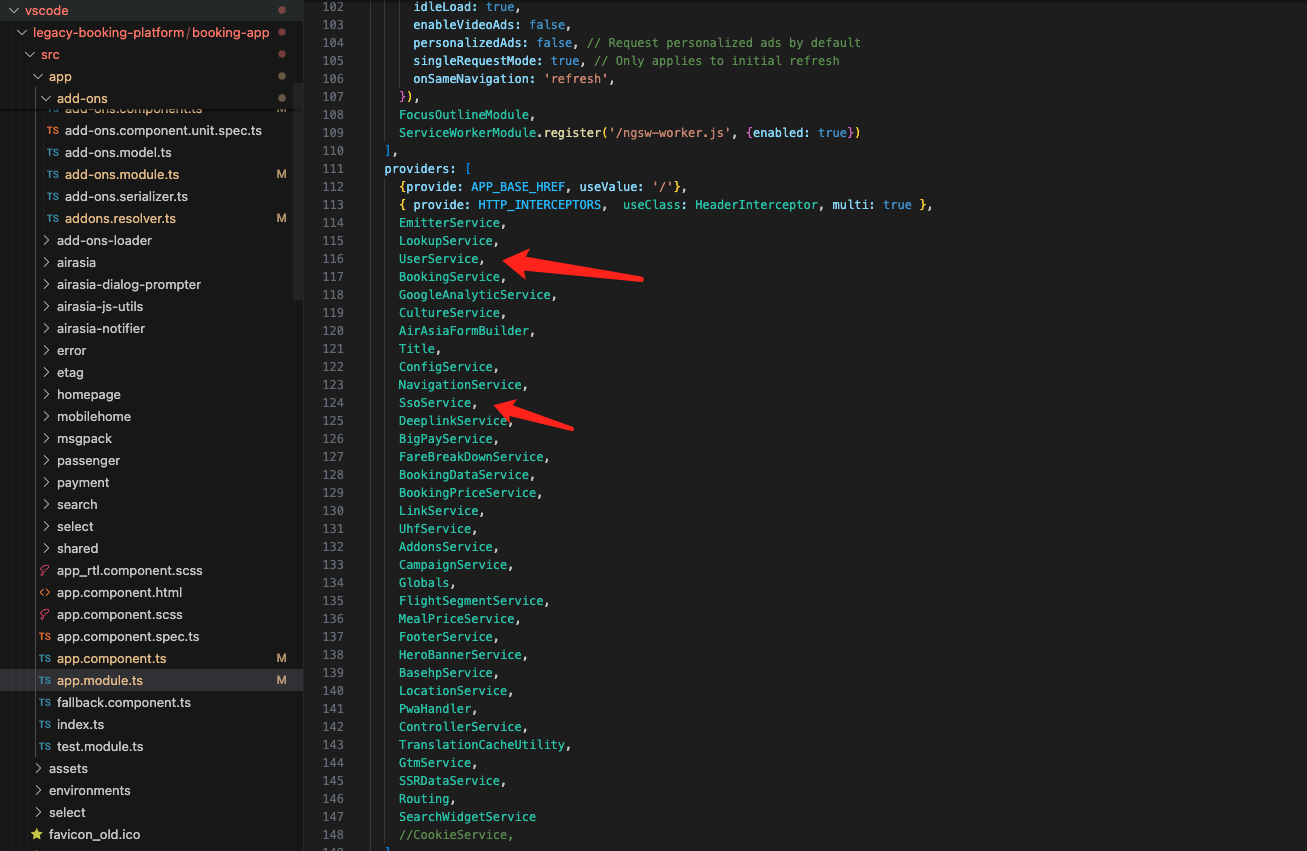 vscode
legacy-booking-platform/booking-app
src
app
add-ons
add-ons.component.ts M
TS add-ons.component.unit.spec.ts
TS add-ons.model.ts
TS add-ons.module.ts M
TS add-ons.serializer.ts
TS addons.resolver.ts M
add-ons-loader
airasia
airasia-dialog-prompter
airasia-js-utils
airasia-notifier
error
etag
homepage
mobilehome
msgpack
passenger
payment
search
select
shared
app_rtl.component.scss
<> app.component.html
app.component.scss
TS app.component.spec.ts
TS app.component.ts M
TS app.module.ts M
TS fallback.component.ts
TS index.ts
TS test.module.ts
assets
environments
select
favicon_old.ico
102 idleLoad: true,
103 enableVideoAds: false,
104 personalizedAds: false, // Request personalized ads by default
105 singleRequestMode: true, // Only applies to initial refresh
106 onSameNavigation: 'refresh',
107 }),
108 FocusOutlineModule,
109 ServiceWorkerModule.register('/ngsw-worker.js', {enabled: true})
110 ],
111 providers: [
112 {provide: APP_BASE_HREF, useValue: '/'},
113 { provide: HTTP_INTERCEPTORS, useClass: HeaderInterceptor, multi: true },
114 EmitterService,
115 LookupService,
116 UserService,
117 BookingService,
118 GoogleAnalyticService,
119 CultureService,
120 AirAsiaFormBuilder,
121 Title,
122 ConfigService,
123 NavigationService,
124 SsoService,
125 DeeplinkService,
126 BigPayService,
127 FareBreakDownService,
128 BookingDataService,
129 BookingPriceService,
130 LinkService,
131 UhfService,
132 AddonsService,
133 CampaignService,
134 Globals,
135 FlightSegmentService,
136 MealPriceService,
137 FooterService,
138 HeroBannerService,
139 BasehpService,
140 LocationService,
141 PwaHandler,
142 ControllerService,
143 TranslationCacheUtility,
144 GtmService,
145 SSRDataService,
146 Routing,
147 SearchWidgetService
148 //CookieService,
149 ]